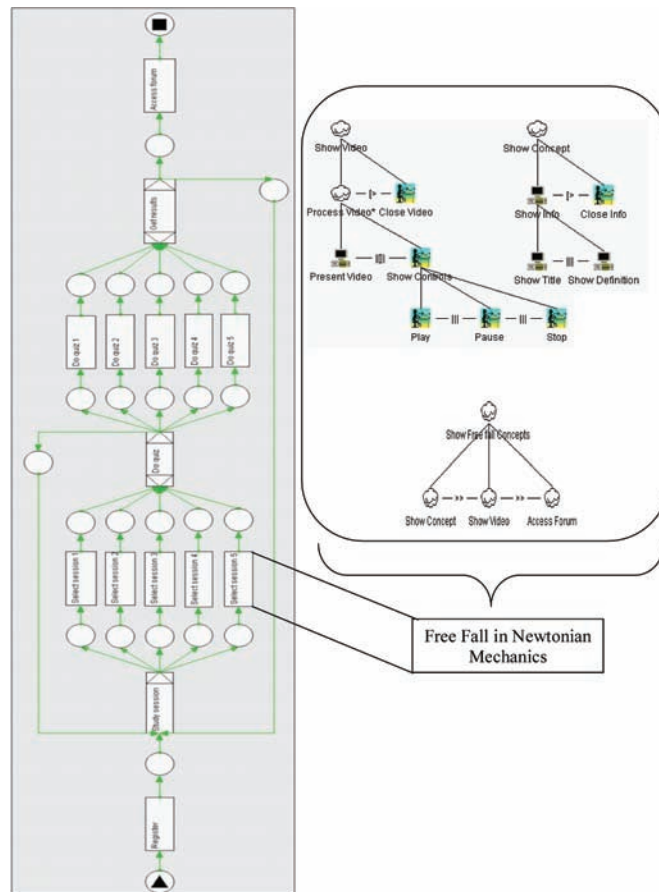 Access forum
Get results
Do quiz 1
Do quiz 2
Do quiz 3
Do quiz 4
Do quiz 5
Do quiz
Select session 1
Select session 2
Select session 3
Select session 4
Select session 5
Study session
Register
Show Video
Process Video* [> Close Video
Present Video |[]| Show Controls
Play ||| Pause ||| Stop
Show Concept
Show Info [> Close Info
Show Title ||| Show Definition
Show Free fall Concepts
Show Concept >> Show Video >> Access Forum
Free Fall in Newtonian
Mechanics